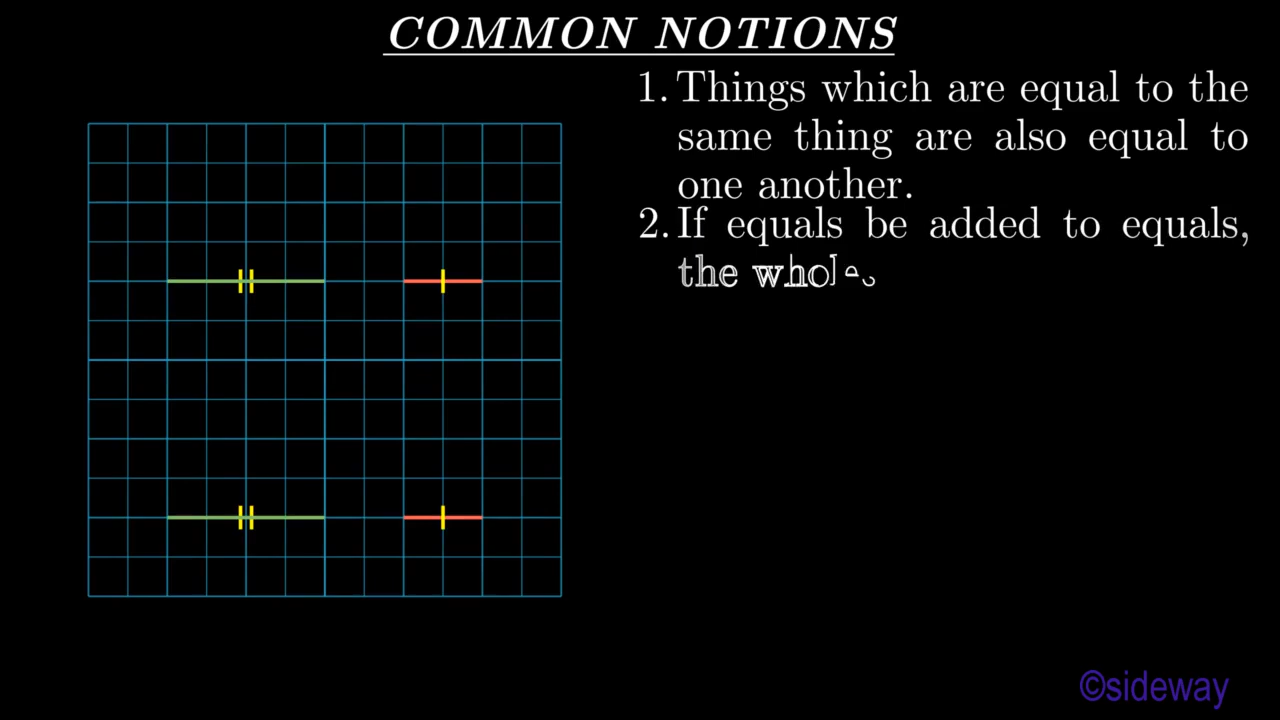 COMMON NOTIONS
1. Things which are equal to the
same thing are also equal to
one another.
2. If equals be added to equals,
the whole
©sideway